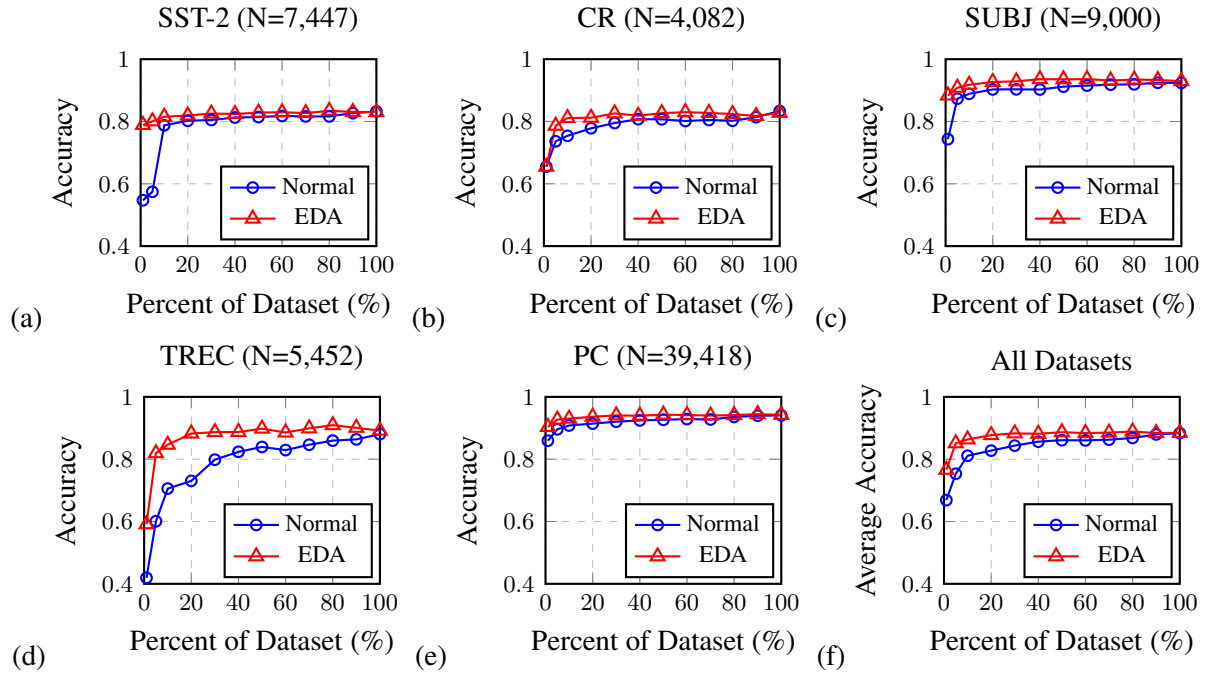 SST-2 (N=7,447)
1
0.8
0.6
0.4
Accuracy
Normal
EDA
0 20 40 60 80 100
Percent of Dataset (%)
(a)
CR (N=4,082)
1
0.8
0.6
0.4
Accuracy
Normal
EDA
0 20 40 60 80 100
Percent of Dataset (%)
(b)
SUBJ (N=9,000)
1
0.8
0.6
0.4
Accuracy
Normal
EDA
0 20 40 60 80 100
Percent of Dataset (%)
(c)
TREC (N=5,452)
1
0.8
0.6
0.4
Accuracy
Normal
EDA
0 20 40 60 80 100
Percent of Dataset (%)
(d)
PC (N=39,418)
1
0.8
0.6
0.4
Accuracy
Normal
EDA
0 20 40 60 80 100
Percent of Dataset (%)
(e)
All Datasets
1
0.8
0.6
0.4
Average Accuracy
Normal
EDA
0 20 40 60 80 100
Percent of Dataset (%)
(f)